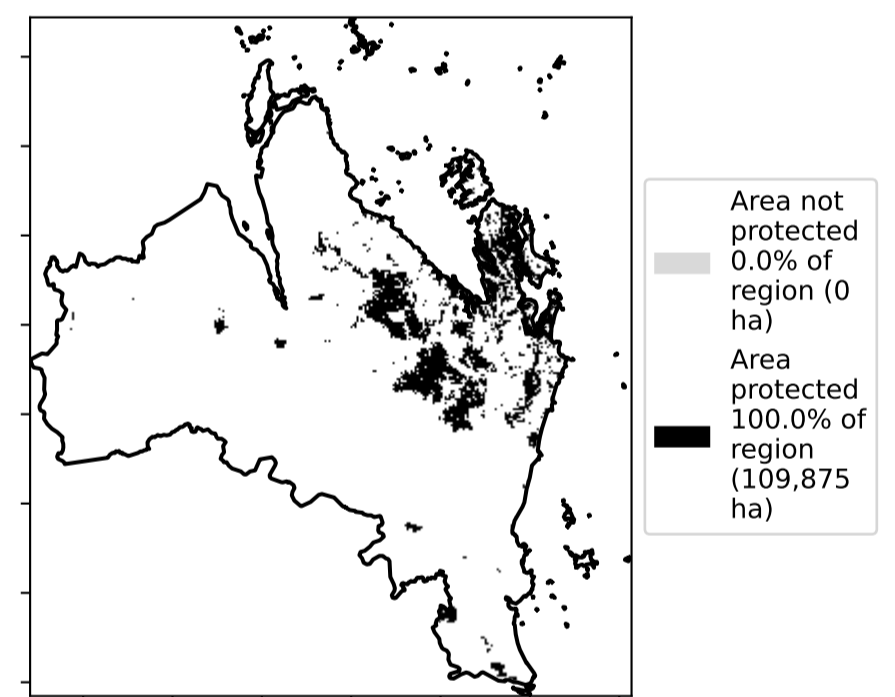 Area not
protected
0.0% of
region (0
ha)
Area
protected
100.0% of
region
(109,875
ha)